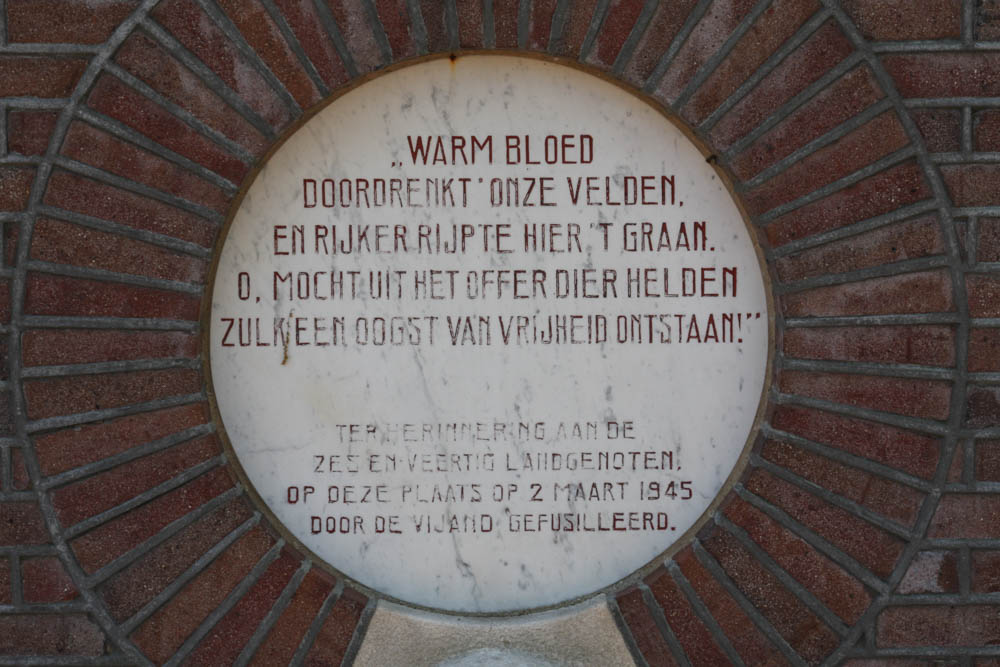 „WARM BLOED
DOORDRENKT' ONZE VELDEN,
EN RIJKER RIJPTE HIER 'T GRAAN.
O, MOCHT UIT HET OFFER DIER HELDEN
ZULK EEN OOGST VAN VRIJHEID ONTSTAAN!"
TER HERINNERING AAN DE
ZES EN VEERTIG LANDGENOTEN,
OP DEZE PLAATS OP 2 MAART 1945
DOOR DE VIJAND GEFUSILLEERD.